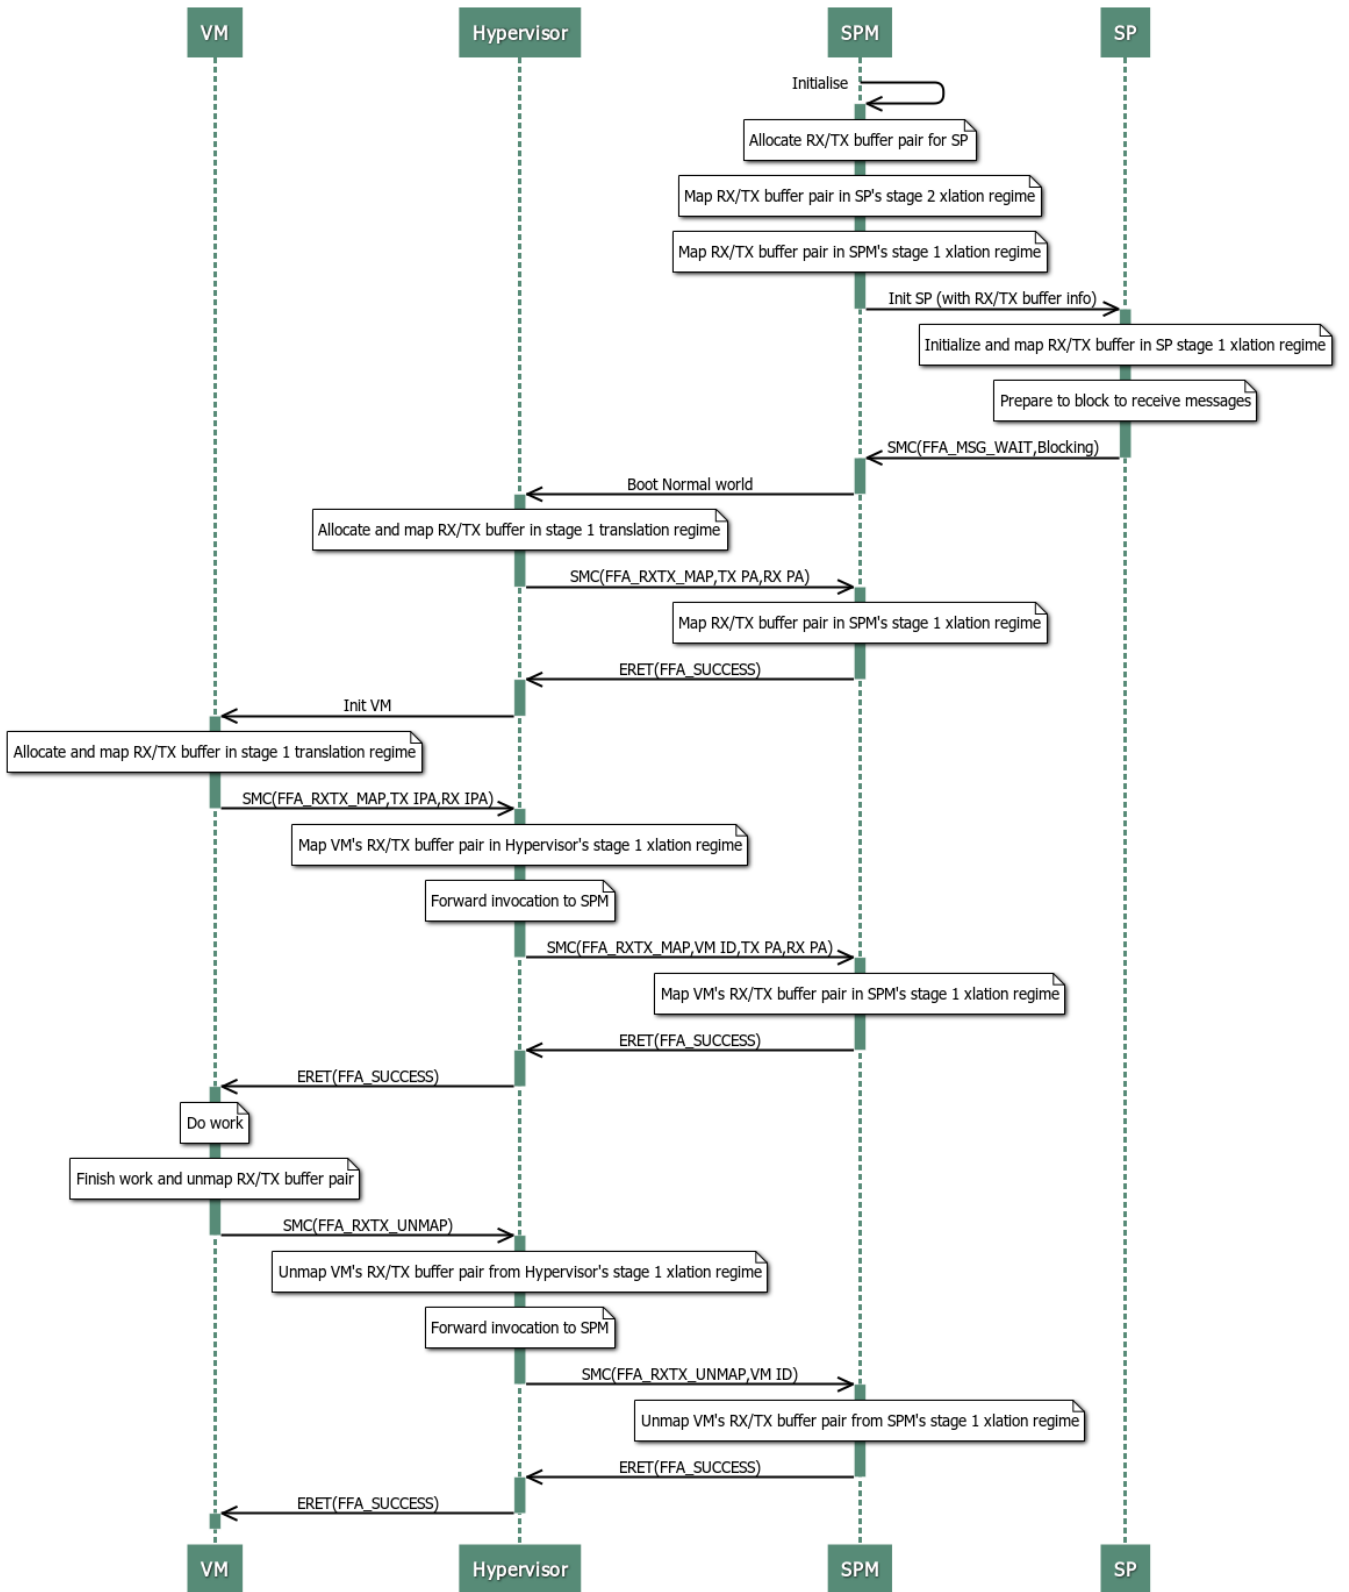 VM
Hypervisor
SPM
SP
Initialise
Allocate RX/TX buffer pair for SP
Map RX/TX buffer pair in SP's stage 2 xlation regime
Map RX/TX buffer pair in SPM's stage 1 xlation regime
Init SP (with RX/TX buffer info)
Initialize and map RX/TX buffer in SP stage 1 xlation regime
Prepare to block to receive messages
SMC(FFA_MSG_WAIT,Blocking)
Boot Normal world
Allocate and map RX/TX buffer in stage 1 translation regime
SMC(FFA_RXTX_MAP,TX PA,RX PA)
Map RX/TX buffer pair in SPM's stage 1 xlation regime
ERET(FFA_SUCCESS)
Init VM
Allocate and map RX/TX buffer in stage 1 translation regime
SMC(FFA_RXTX_MAP,TX IPA,RX IPA)
Map VM's RX/TX buffer pair in Hypervisor's stage 1 xlation regime
Forward invocation to SPM
SMC(FFA_RXTX_MAP,VM ID,TX PA,RX PA)
Map VM's RX/TX buffer pair in SPM's stage 1 xlation regime
ERET(FFA_SUCCESS)
ERET(FFA_SUCCESS)
Do work
Finish work and unmap RX/TX buffer pair
SMC(FFA_RXTX_UNMAP)
Unmap VM's RX/TX buffer pair from Hypervisor's stage 1 xlation regime
Forward invocation to SPM
SMC(FFA_RXTX_UNMAP,VM ID)
Unmap VM's RX/TX buffer pair from SPM's stage 1 xlation regime
ERET(FFA_SUCCESS)
ERET(FFA_SUCCESS)
VM
Hypervisor
SPM
SP